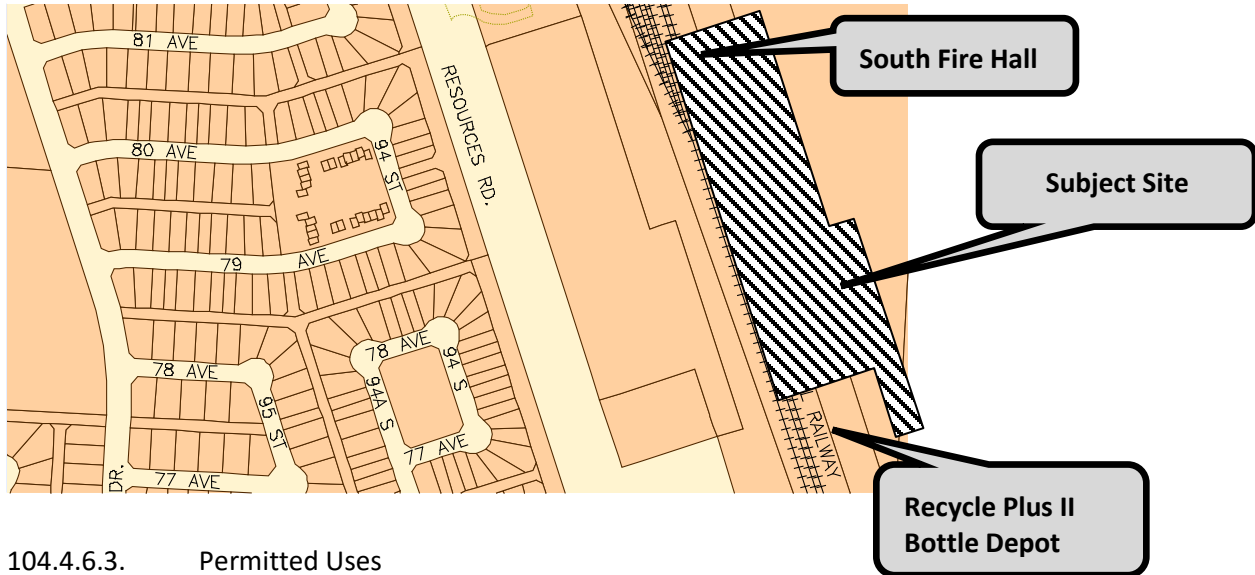 81 AVE
South Fire Hall
RESOURCES RD.
80 AVE
94 ST
Subject Site
79 AVE
78 AVE
78 AVE
94 S
94A S
95 ST
77 AVE
RAILWAY
DR.
77 AVE
Recycle Plus II
Bottle Depot
104.4.6.3. Permitted Uses